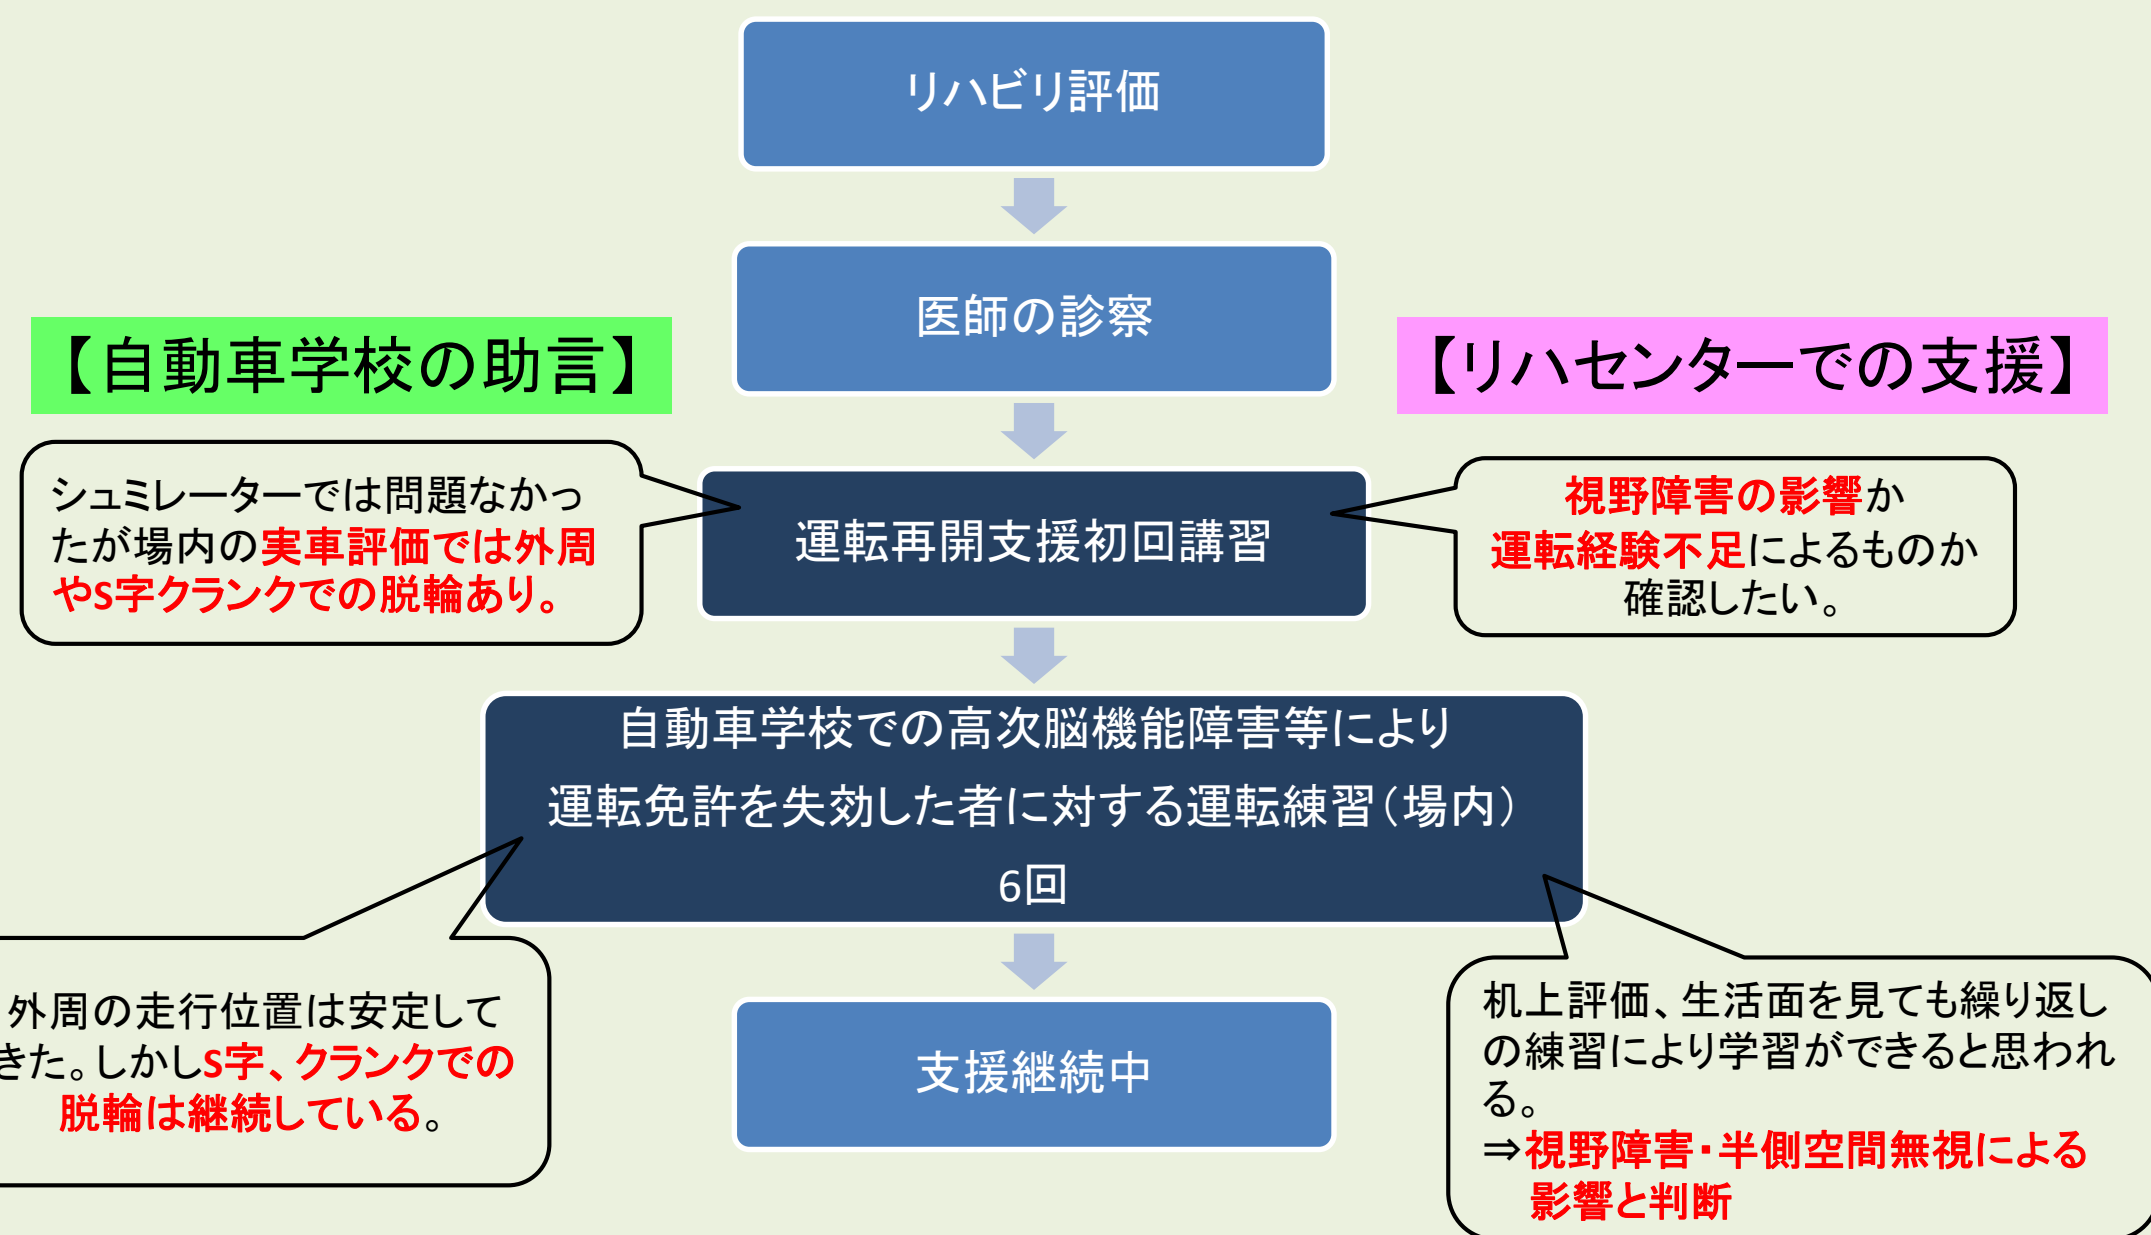 リハビリ評価
医師の診察
【自動車学校の助言】
【リハセンターでの支援】
シュミレーターでは問題なかっ
たが場内の実車評価では外周
やS字クランクでの脱輪あり。
運転再開支援初回講習
視野障害の影響か
運転経験不足によるものか
確認したい。
自動車学校での高次脳機能障害等により
運転免許を失効した者に対する運転練習（場内）
6回
外周の走行位置は安定して
きた。しかしS字、クランクでの
脱輪は継続している。
支援継続中
机上評価、生活面を見ても繰り返し
の練習により学習ができると思われ
る。
⇒視野障害・半側空間無視による
影響と判断